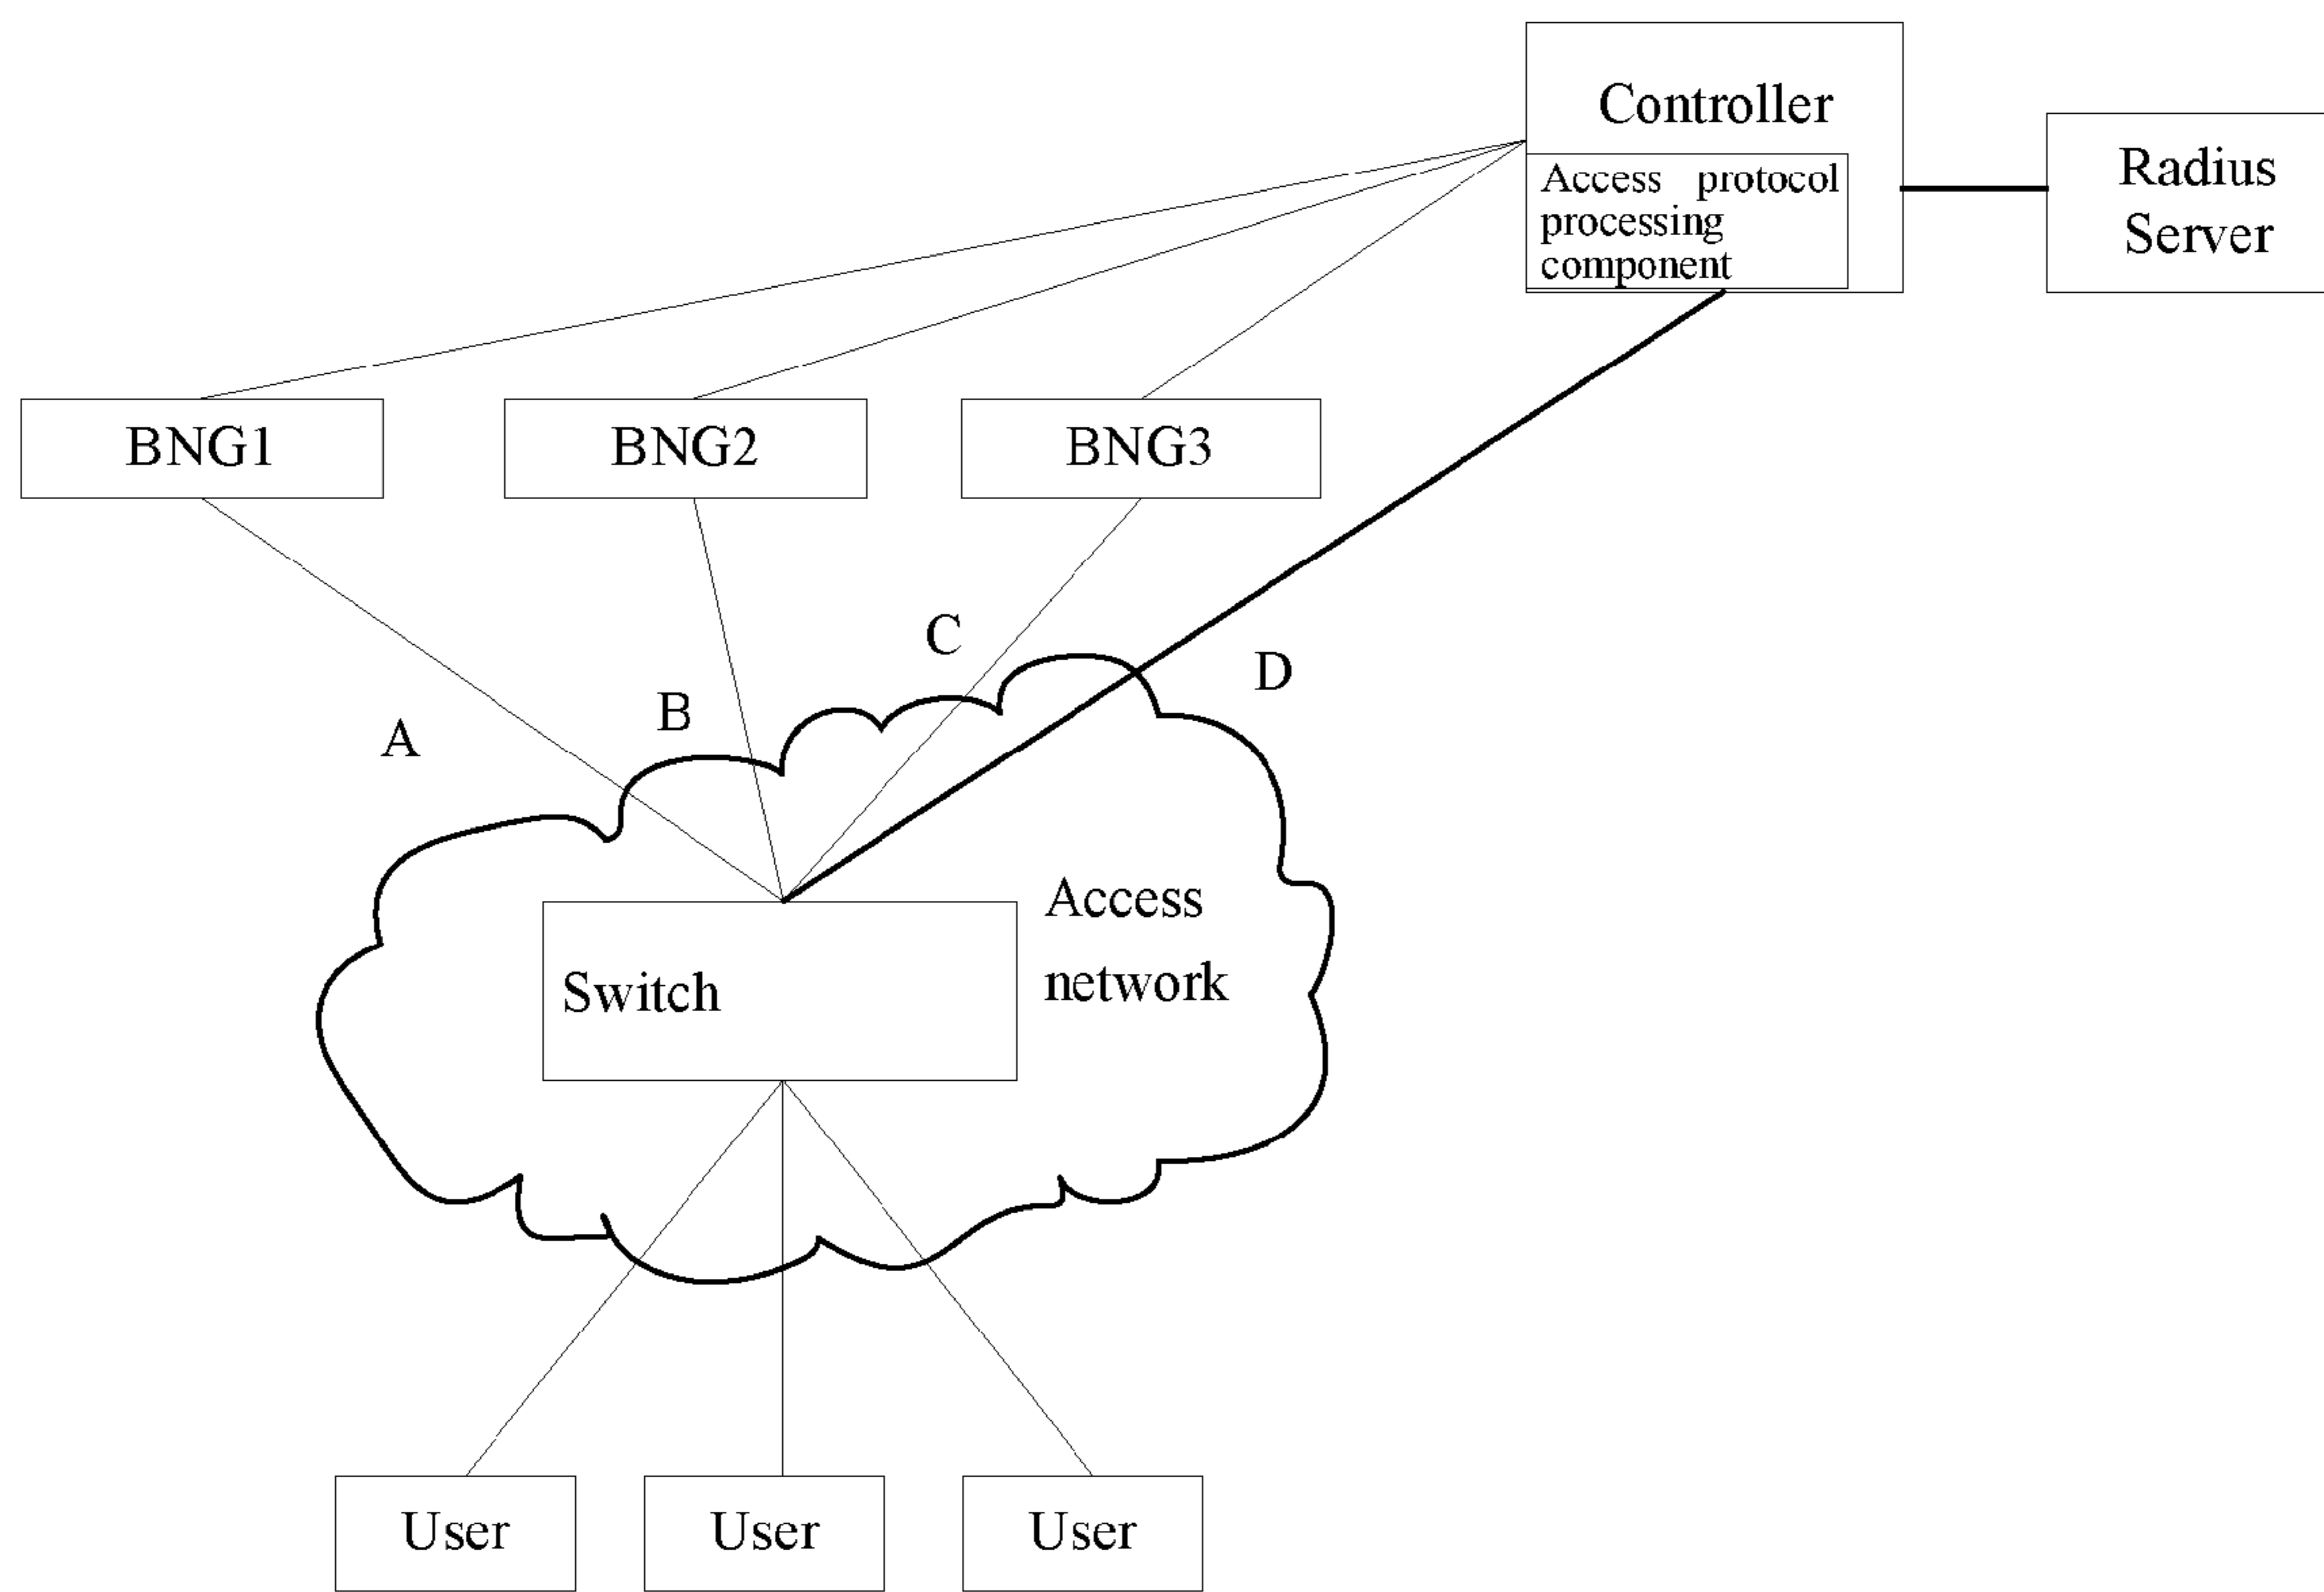 Controller
Access protocol
processing
component
Radius
Server
BNG1
BNG2
BNG3
A
B
C
D
Access
network
Switch
User
User
User